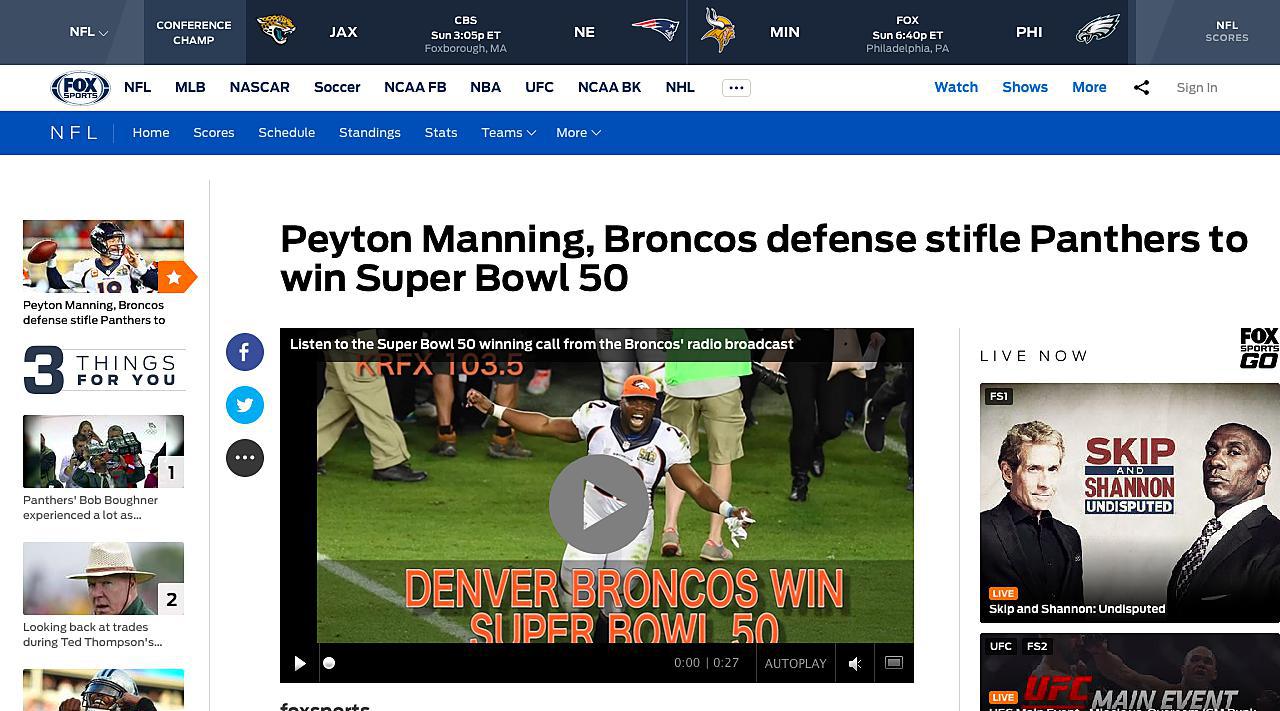 NFL
CONFERENCE
CHAMP
JAX
CBS
Sun 3:05p ET
Foxborough, MA
NE
MIN
FOX
Sun 6:40p ET
Philadelphia, PA
PHI
NFL
SCORES
FOX
SPORTS
NFL MLB NASCAR Soccer NCAA FB NBA UFC NCAA BK NHL
Watch Shows More Sign In
NFL Home Scores Schedule Standings Stats Teams More
Peyton Manning, Broncos
defense stifle Panthers to
3 THINGS
FOR YOU
1
Panthers' Bob Boughner
experienced a lot as...
2
Looking back at trades
during Ted Thompson's...
Peyton Manning, Broncos defense stifle Panthers to
win Super Bowl 50
Listen to the Super Bowl 50 winning call from the Broncos' radio broadcast
KRFX 103.5
DENVER BRONCOS WIN
SUPER BOWL 50
0:00 | 0:27 AUTOPLAY
foxsports
LIVE NOW
FOX
SPORTS
GO
FS1
SKIP
AND
SHANNON
UNDISPUTED
LIVE
Skip and Shannon: Undisputed
UFC FS2
UFC MAIN EVENT
LIVE